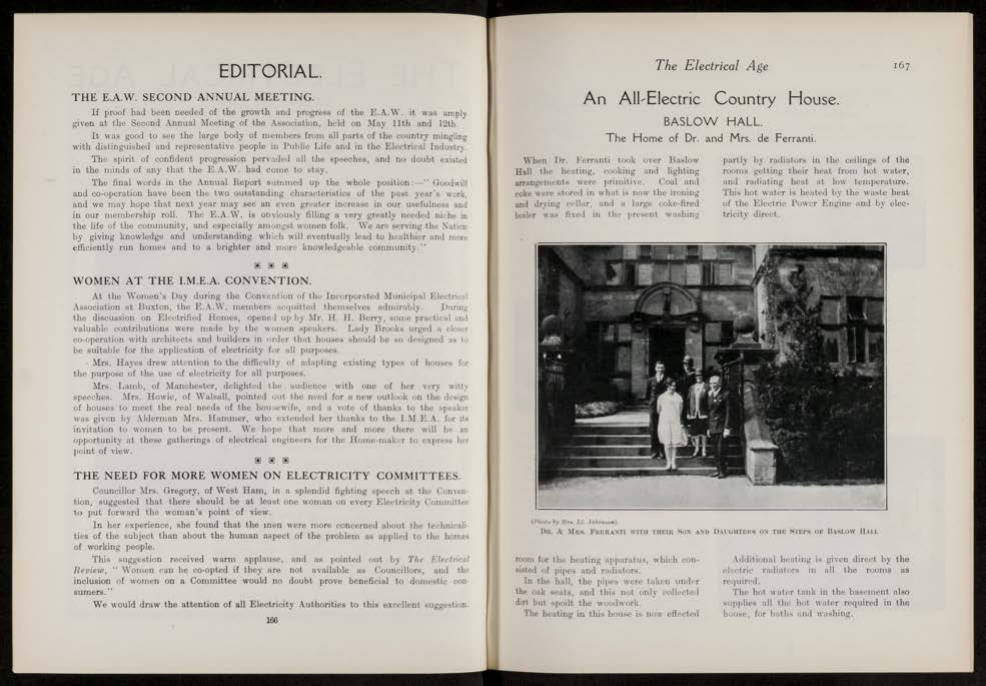 EDITORIAL.
THE E.A.W. SECOND ANNUAL MEETING.
If proof had been needed of the growth and progress of the E.A.W. it was amply
given at the Second Annual Meeting of the Association, held on May 11th and 12th.
It was good to see the large body of members from all parts of the country mingling
with distinguished and representative people in Public Life and in the Electrical Industry.
The spirit of confident progress pervaded all the speeches, and no doubt existed
in the minds of any that the E.A.W. had come to stay.
The final words in the Annual Report summed up the whole position:—" Goodwill
and co-operation have been the two outstanding characteristics of the past year's work,
and we may hope that next year may see an even greater increase in our usefulness and
in our membership roll. The E.A.W. is obviously filling a very greatly needed niche in
the life of the community, and especially amongst women folk. We are serving the Nation
by giving knowledge and understanding which will eventually lead to healthier and more
efficiently run homes and to a brighter and more knowledgeable community."
WOMEN AT THE I.M.E.A. CONVENTION.
At the Women's Day during the Convention of the Incorporated Municipal Electrical
Association at Buxton, the E.A.W. members acquitted themselves admirably. During
the discussion on Electrified Homes, opened up by Mr. H. H. Berry, some practical and
valuable contributions were made by the women speakers. Lady Brooks urged a closer
co-operation with architects and builders in order that houses should be so designed as to
be suitable for the application of electricity for all purposes.
Mrs. Hayes drew attention to the difficulty of adapting existing types of houses for
the purpose of the use of electricity for all purposes.
Mrs. Lamb, of Manchester, delighted the audience with one of her very witty
speeches. Mrs. Howie, of Walsall, pointed out the need for a new outlook on the design
of houses to meet the real needs of the housewife, and a vote of thanks to the speaker
was given by Alderman Mrs. Hammer, who extended her thanks to the I.M.E.A. for its
invitation to women to be present. We hope that more and more there will be an
opportunity at these gatherings of electrical engineers for the Home-maker to express her
point of view.
THE NEED FOR MORE WOMEN ON ELECTRICITY COMMITTEES.
Councillor Mrs. Gregory, of West Ham, in a splendid fighting speech at the Conven-
tion, suggested that there should be at least one woman on every Electricity Committee
to put forward the woman's point of view.
In her experience, she found that the men were more concerned about the technicali-
ties of the subject than about the human aspect of the problem as applied to the homes
of working people.
This suggestion received warm applause, and as pointed out by The Electrical
Review, " Women can be co-opted if they are not available as Councillors, and the
inclusion of women on a Committee would no doubt prove beneficial to domestic con-
sumers."
We would draw the attention of all Electricity Authorities to this excellent suggestion.
166
The Electrical Age 167
An All-Electric Country House.
BASLOW HALL.
The Home of Dr. and Mrs. de Ferranti.
When Dr. Ferranti took over Baslow
Hall the heating, cooking and lighting
arrangements were primitive. Coal and
coke were stored in what is now the ironing
and drying cellar, and a large coke-fired
boiler was fixed in the present washing
room for the heating apparatus, which con-
sisted of pipes and radiators.
In the hall, the pipes were taken under
the oak seats, and this not only collected
dirt but spoilt the woodwork.
The heating in this house is now effected
partly by radiators in the ceilings of the
rooms getting their heat from hot water,
and radiating heat at low temperature.
This hot water is heated by the waste heat
of the Electric Power Engine and by elec-
tricity direct.
Additional heating is given direct by the
electric radiators in all the rooms as
required.
The hot water tank in the basement also
supplies all the hot water required in the
house, for baths and washing.
(Photo by Mrs. Ll.
DR. & MRS. FERRANTI WITH THEIR SON AND DAUGHTERS ON THE STEPS OF BASLOW HALL